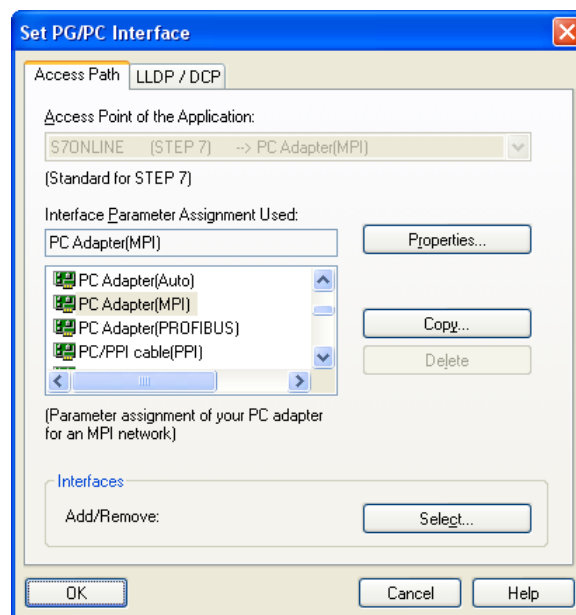 Set PG/PC Interface
Access Path
LLDP / DCP
Access Point of the Application:
S7ONLINE (STEP 7) --> PC Adapter(MPI)
(Standard for STEP 7)
Interface Parameter Assignment Used:
PC Adapter(MPI)
Properties...
PC Adapter(Auto)
PC Adapter(MPI)
PC Adapter(PROFIBUS)
PC/PPI cable(PPI)
Copy...
Delete
(Parameter assignment of your PC adapter
for an MPI network)
Interfaces
Add/Remove:
Select...
OK
Cancel
Help